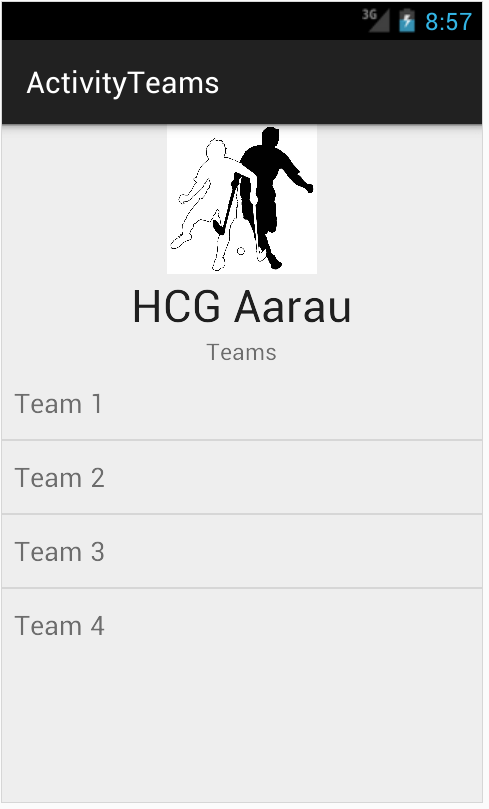 3G 8:57
ActivityTeams
HCG Aarau
Teams
Team 1
Team 2
Team 3
Team 4